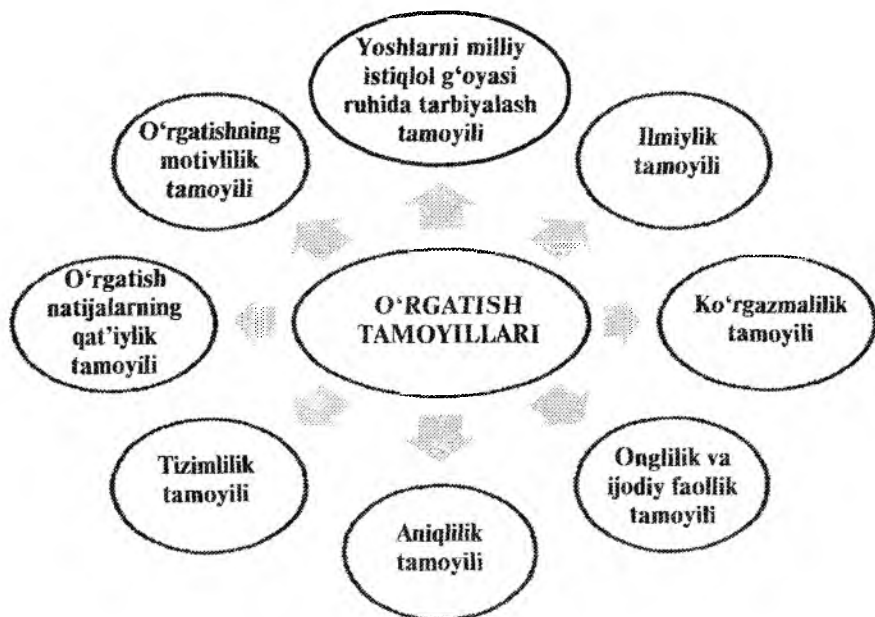 Yoshlarni milliy
istiqlol g‘oyasi
ruhida tarbiyalash
tamoyili
O‘rgatishning
motivlilik
tamoyili
Ilmiylik
tamoyili
O‘rgatish
natijalarning
qat’iylik
tamoyili
O‘RGATISH
TAMOYILLARI
Ko‘rgazmalilik
tamoyili
Tizimlilik
tamoyili
Onglilik va
ijodiy faollik
tamoyili
Aniqlilik
tamoyili